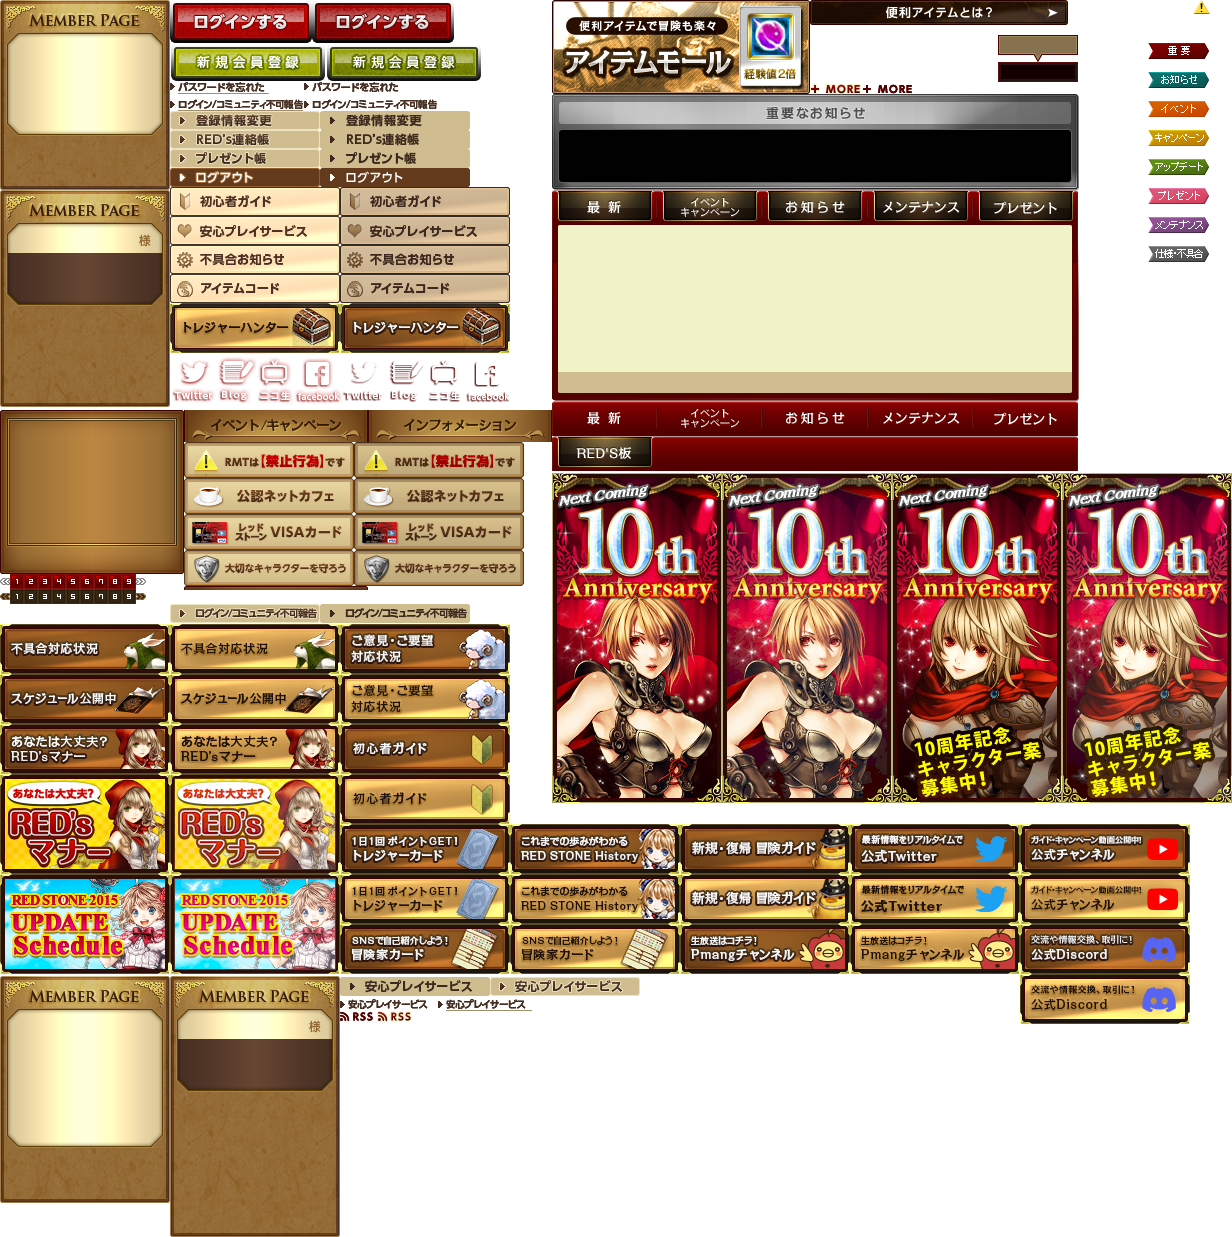 MEMBER PAGE
ログインする
ログインする
新規会員登録
新規会員登録
パスワードを忘れた
パスワードを忘れた
ログイン/コミュニティ不可報告
ログイン/コミュニティ不可報告
登録情報変更
登録情報変更
RED's連絡帳
RED's連絡帳
プレゼント帳
プレゼント帳
ログアウト
ログアウト
MEMBER PAGE
様
初心者ガイド
初心者ガイド
安心プレイサービス
安心プレイサービス
不具合お知らせ
不具合お知らせ
アイテムコード
アイテムコード
トレジャーハンター
トレジャーハンター
Twitter
Blog
ニコ生
facebook
Twitter
Blog
ニコ生
facebook
便利アイテムで冒険も楽々
アイテムモール
経験値2倍
便利アイテムとは？
+ MORE
+ MORE
重要なお知らせ
最新
イベント
キャンペーン
お知らせ
メンテナンス
プレゼント
最新
イベント
キャンペーン
お知らせ
メンテナンス
プレゼント
RED'S板
重要
お知らせ
イベント
キャンペーン
アップデート
プレゼント
メンテナンス
仕様・不具合
イベント/キャンペーン
インフォメーション
RMTは【禁止行為】です
RMTは【禁止行為】です
公認ネットカフェ
公認ネットカフェ
レッド
ストーン VISAカード
レッド
ストーン VISAカード
大切なキャラクターを守ろう
大切なキャラクターを守ろう
1 2 3 4 5 6 7 8 9
1 2 3 4 5 6 7 8 9
ログイン/コミュニティ不可報告
ログイン/コミュニティ不可報告
Next Coming
10th
Anniversary
Next Coming
10th
Anniversary
Next Coming
10th
Anniversary
10周年記念
キャラクター案
募集中！
Next Coming
10th
Anniversary
10周年記念
キャラクター案
募集中！
不具合対応状況
不具合対応状況
ご意見・ご要望
対応状況
スケジュール公開中
スケジュール公開中
ご意見・ご要望
対応状況
あなたは大丈夫？
RED'sマナー
あなたは大丈夫？
RED'sマナー
初心者ガイド
あなたは大丈夫？
RED's
マナー
あなたは大丈夫？
RED's
マナー
初心者ガイド
1日1回 ポイントGET！
トレジャーカード
これまでの歩みがわかる
RED STONE History
新規・復帰 冒険ガイド
最新情報をリアルタイムで
公式Twitter
ガイド・キャンペーン動画公開中！
公式チャンネル
RED STONE 2015
UPDATE
Schedule
RED STONE 2015
UPDATE
Schedule
1日1回 ポイントGET！
トレジャーカード
これまでの歩みがわかる
RED STONE History
新規・復帰 冒険ガイド
最新情報をリアルタイムで
公式Twitter
ガイド・キャンペーン動画公開中！
公式チャンネル
SNSで自己紹介しよう！
冒険家カード
SNSで自己紹介しよう！
冒険家カード
生放送はコチラ！
Pmangチャンネル
生放送はコチラ！
Pmangチャンネル
交流や情報交換、取引に！
公式Discord
交流や情報交換、取引に！
公式Discord
MEMBER PAGE
MEMBER PAGE
様
安心プレイサービス
安心プレイサービス
安心プレイサービス
安心プレイサービス
RSS
RSS